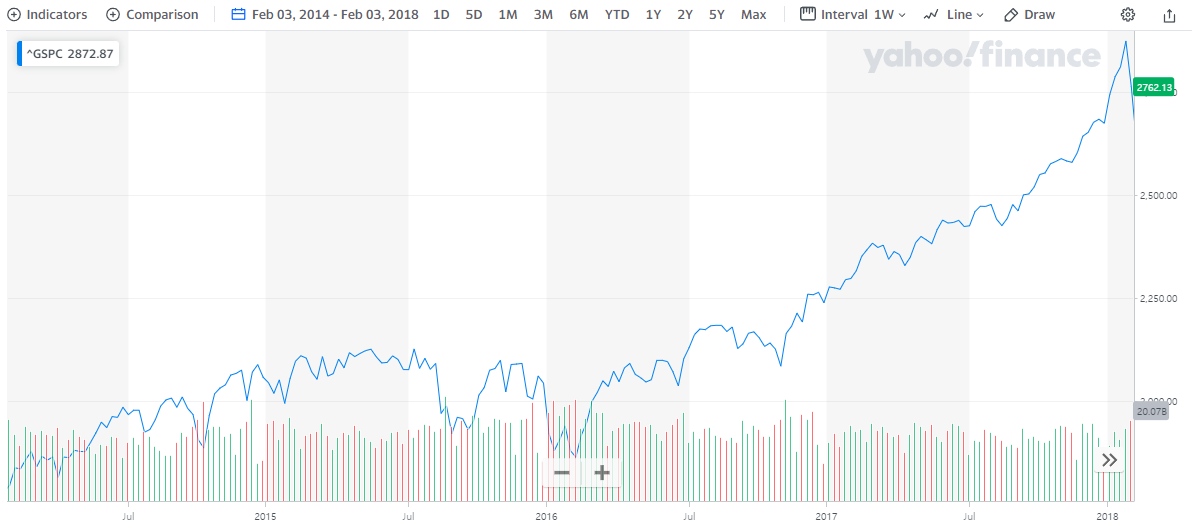 Indicators Comparison Feb 03, 2014 - Feb 03, 2018 1D 5D 1M 3M 6M YTD 1Y 2Y 5Y Max Interval 1W Line Draw
^GSPC 2872.87
yahoo!finance
2762.13
2,500.00
2,250.00
2,000.00
20.07B
Jul 2015 Jul 2016 Jul 2017 Jul 2018